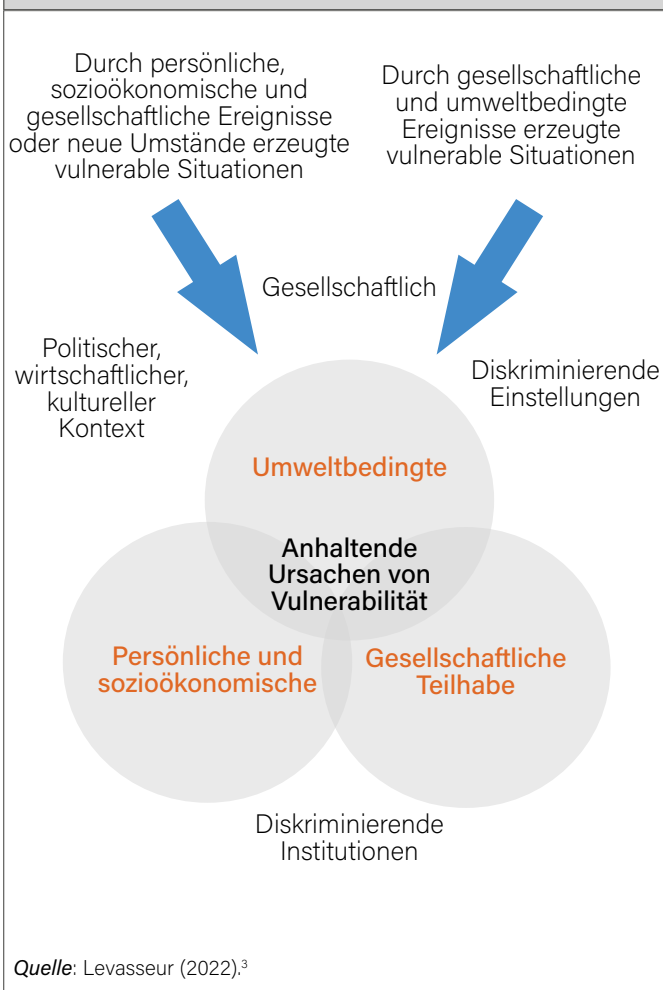 Durch persönliche,
sozioökonomische und
gesellschaftliche Ereignisse
oder neue Umstände erzeugte
vulnerable Situationen
Durch gesellschaftliche
und umweltbedingte
Ereignisse erzeugte
vulnerable Situationen
Gesellschaftlich
Politischer,
wirtschaftlicher,
kultureller
Kontext
Diskriminierende
Einstellungen
Umweltbedingte
Anhaltende
Ursachen von
Vulnerabilität
Persönliche und
sozioökonomische
Gesellschaftliche
Teilhabe
Diskriminierende
Institutionen
Quelle: Levasseur (2022).³